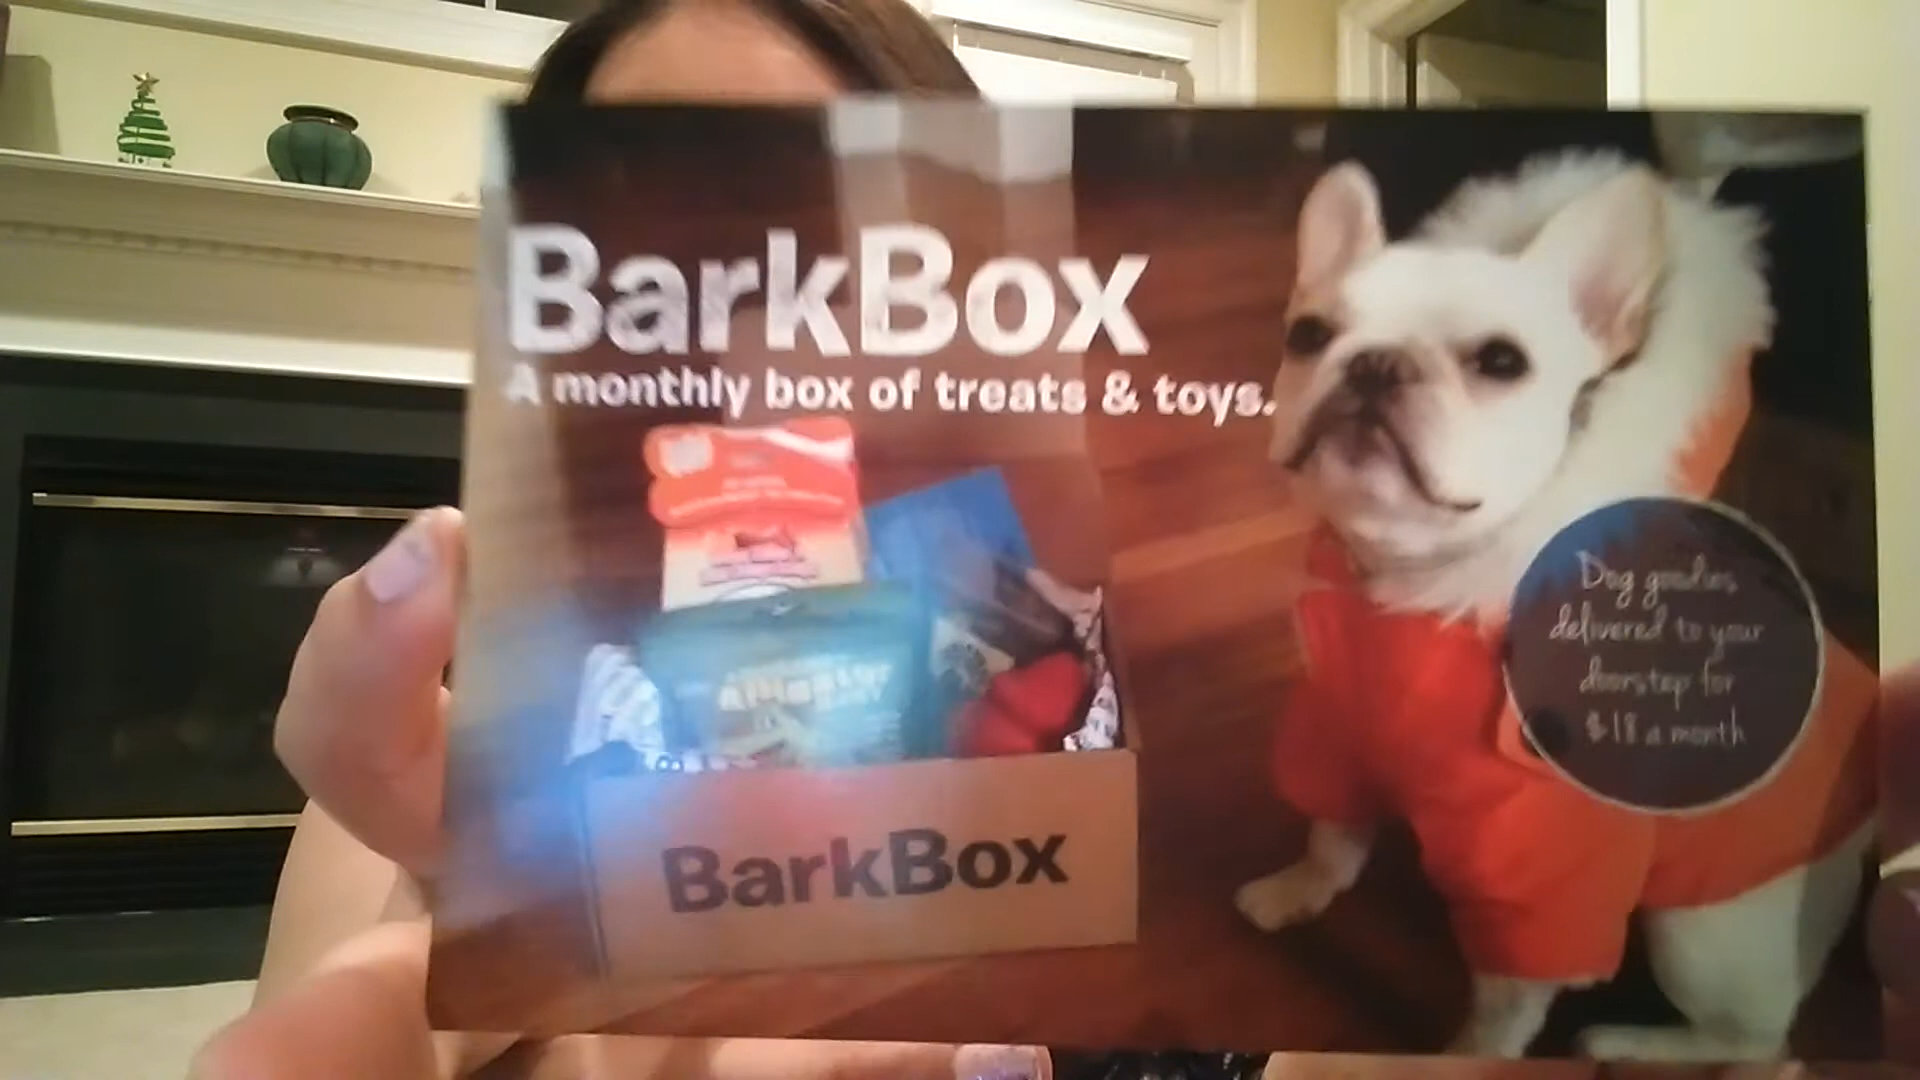 BarkBox
A monthly box of treats & toys.
Dog goodies
delivered to your
doorstep for
$18 a month
BarkBox